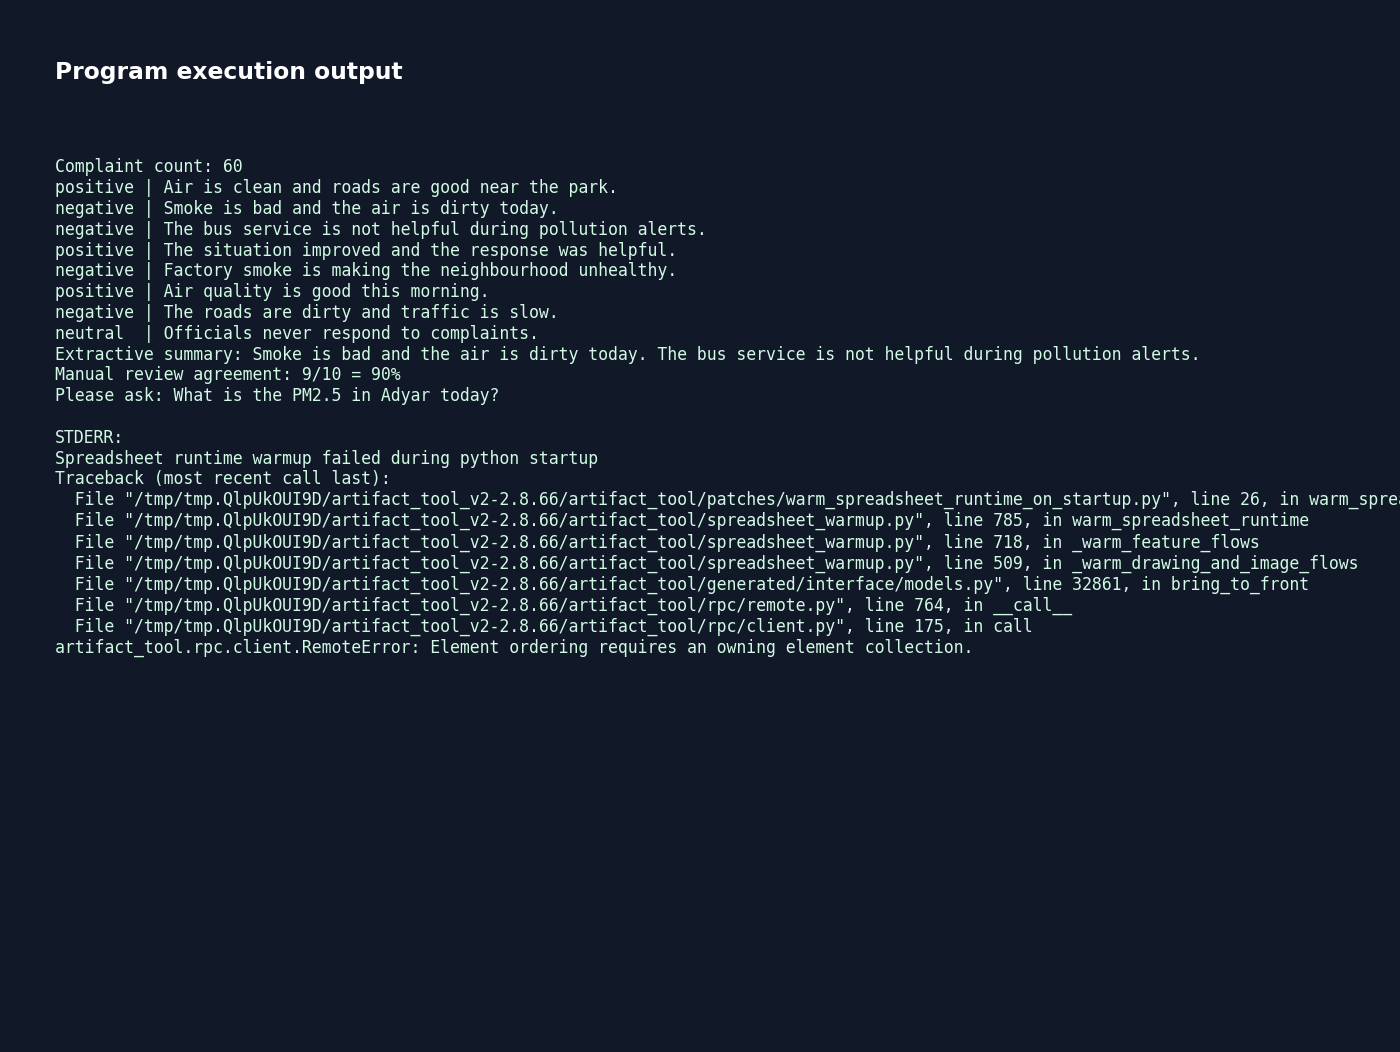 Program execution output
Complaint count: 60
positive | Air is clean and roads are good near the park.
negative | Smoke is bad and the air is dirty today.
negative | The bus service is not helpful during pollution alerts.
positive | The situation improved and the response was helpful.
negative | Factory smoke is making the neighbourhood unhealthy.
positive | Air quality is good this morning.
negative | The roads are dirty and traffic is slow.
neutral  | Officials never respond to complaints.
Extractive summary: Smoke is bad and the air is dirty today. The bus service is not helpful during pollution alerts.
Manual review agreement: 9/10 = 90%
Please ask: What is the PM2.5 in Adyar today?
STDERR:
Spreadsheet runtime warmup failed during python startup
Traceback (most recent call last):
  File "/tmp/tmp.QlpUkOUI9D/artifact_tool_v2-2.8.66/artifact_tool/patches/warm_spreadsheet_runtime_on_startup.py", line 26, in warm_sprea
  File "/tmp/tmp.QlpUkOUI9D/artifact_tool_v2-2.8.66/artifact_tool/spreadsheet_warmup.py", line 785, in warm_spreadsheet_runtime
  File "/tmp/tmp.QlpUkOUI9D/artifact_tool_v2-2.8.66/artifact_tool/spreadsheet_warmup.py", line 718, in _warm_feature_flows
  File "/tmp/tmp.QlpUkOUI9D/artifact_tool_v2-2.8.66/artifact_tool/spreadsheet_warmup.py", line 509, in _warm_drawing_and_image_flows
  File "/tmp/tmp.QlpUkOUI9D/artifact_tool_v2-2.8.66/artifact_tool/generated/interface/models.py", line 32861, in bring_to_front
  File "/tmp/tmp.QlpUkOUI9D/artifact_tool_v2-2.8.66/artifact_tool/rpc/remote.py", line 764, in __call__
  File "/tmp/tmp.QlpUkOUI9D/artifact_tool_v2-2.8.66/artifact_tool/rpc/client.py", line 175, in call
artifact_tool.rpc.client.RemoteError: Element ordering requires an owning element collection.